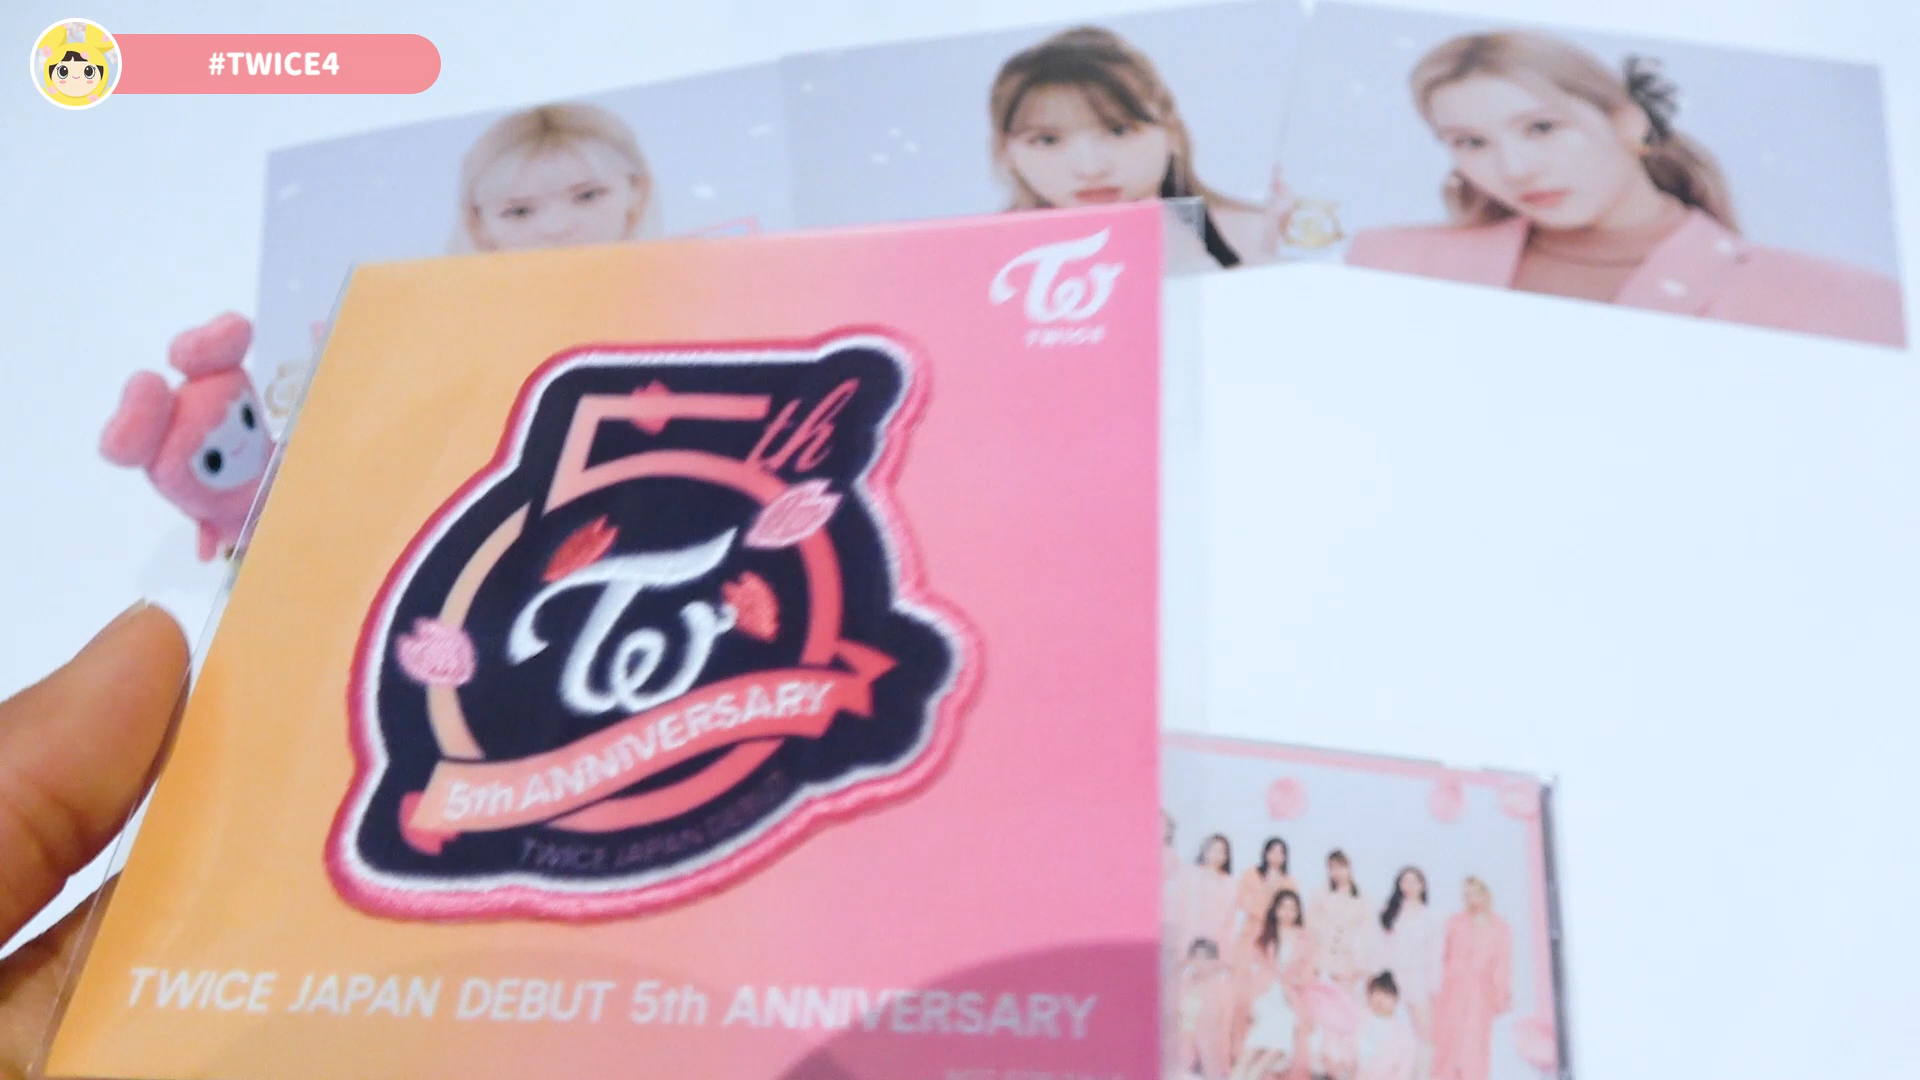 #TWICE4
TWICE
5th
5th ANNIVERSARY
TWICE JAPAN DEBUT
TWICE JAPAN DEBUT 5th ANNIVERSARY